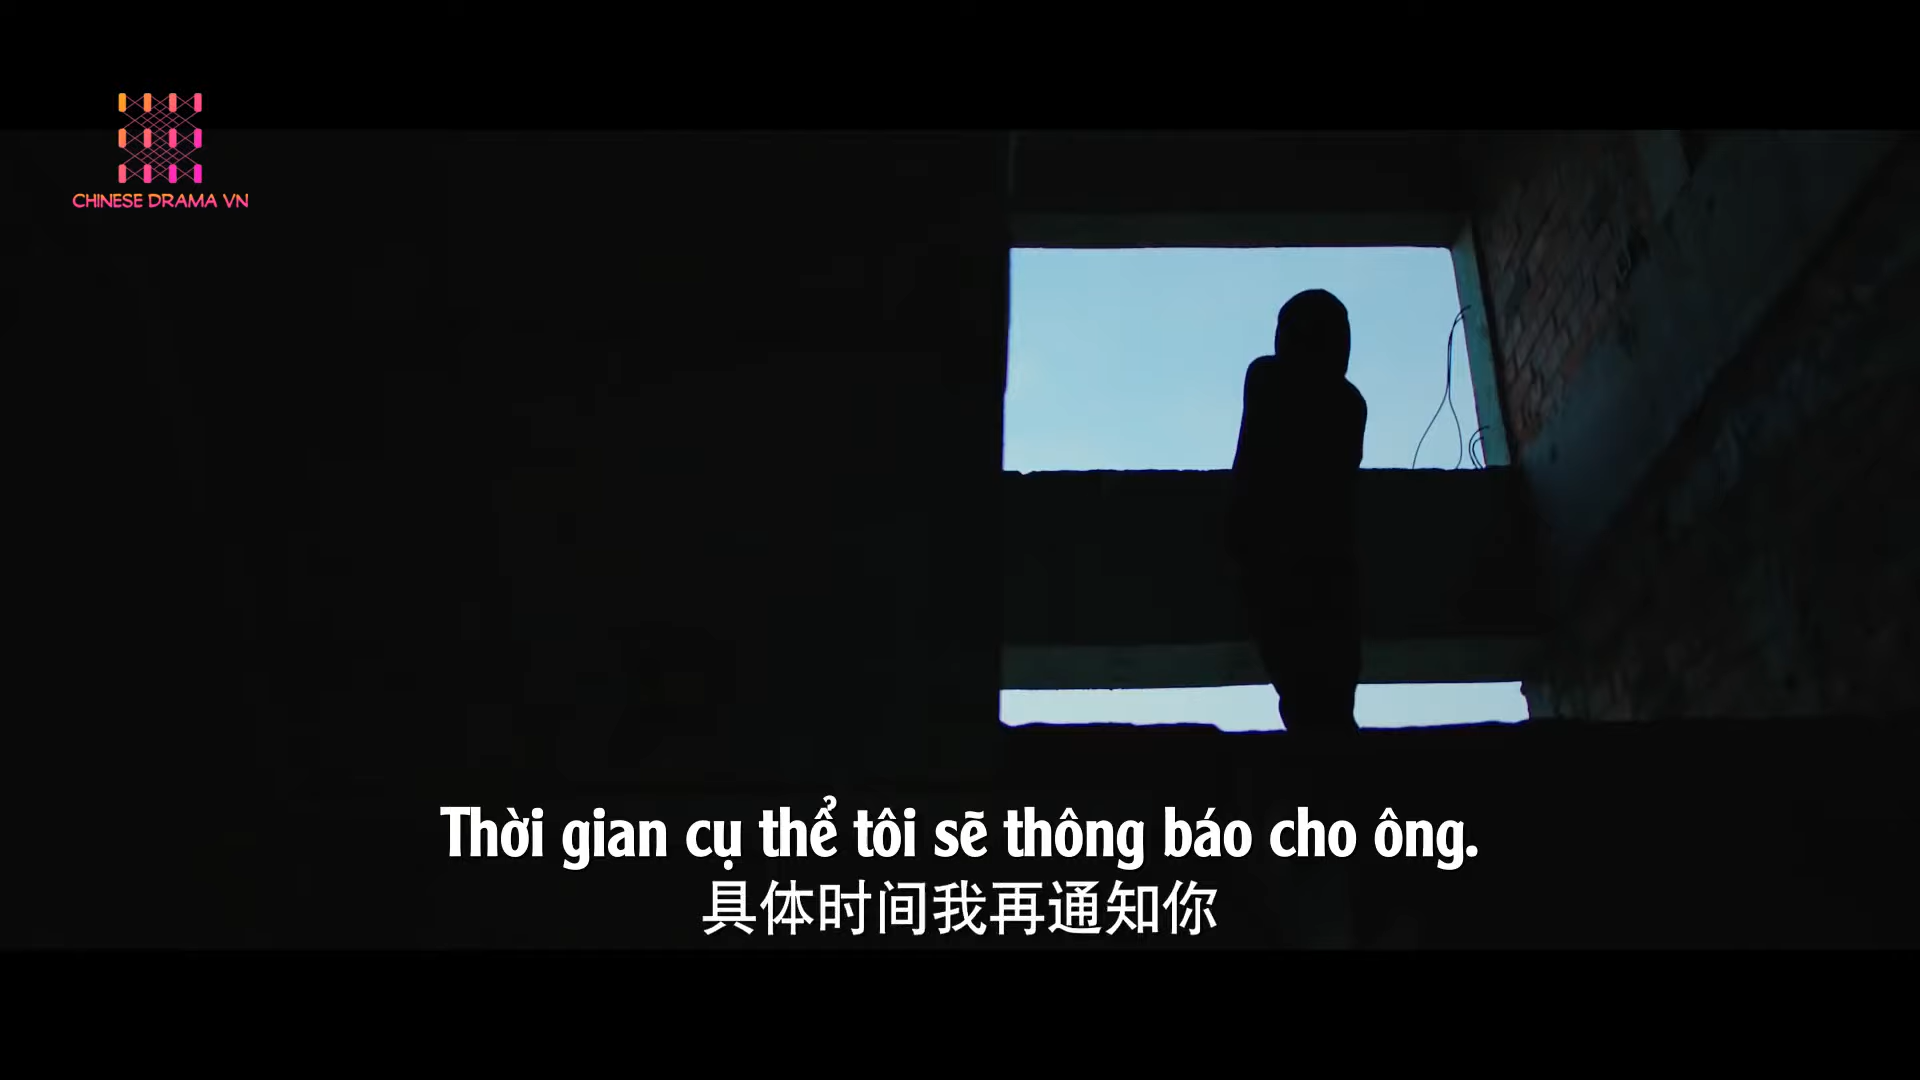 CHINESE DRAMA VN
Thời gian cụ thể tôi sẽ thông báo cho ông.
具体时间我再通知你